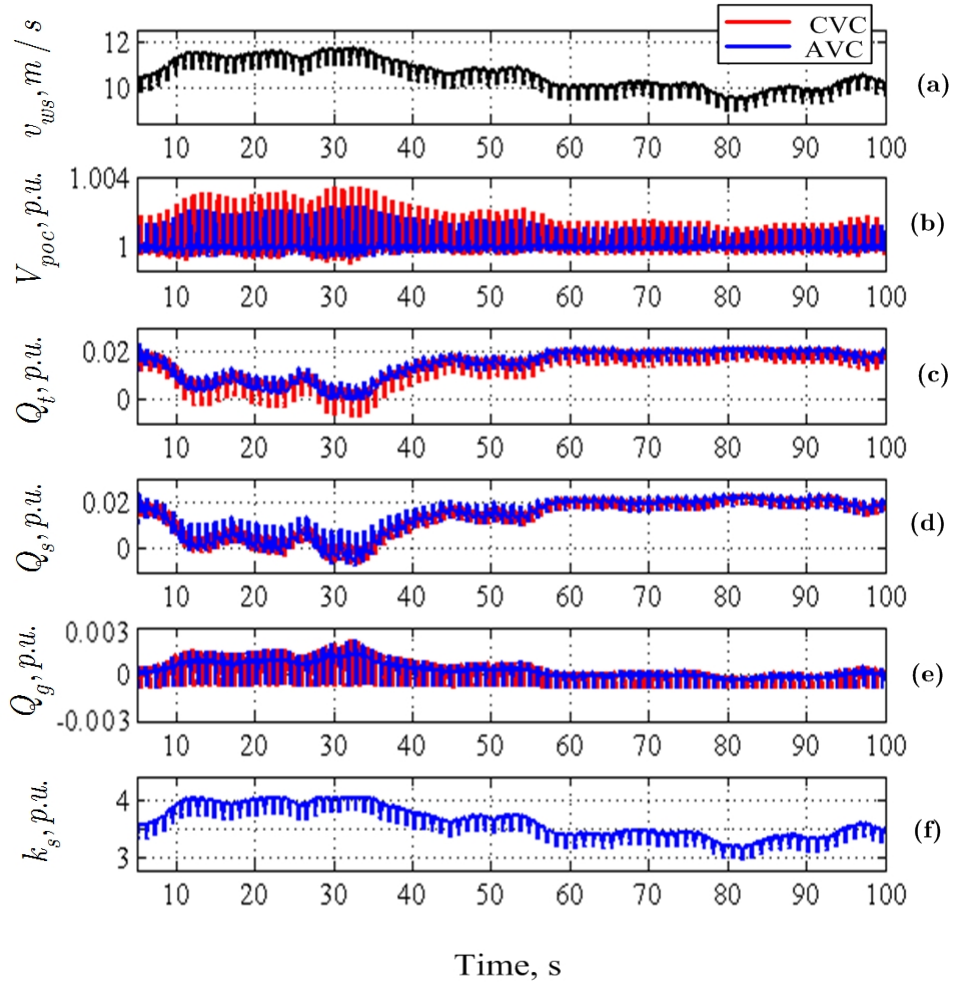 CVC
AVC
v_ws, m / s
12
10
(a)
10 20 30 40 50 60 70 80 90 100
V_poc, p.u.
1.004
1
(b)
10 20 30 40 50 60 70 80 90 100
Q_t, p.u.
0.02
0
(c)
10 20 30 40 50 60 70 80 90 100
Q_s, p.u.
0.02
0
(d)
10 20 30 40 50 60 70 80 90 100
Q_g, p.u.
0.003
0
-0.003
(e)
10 20 30 40 50 60 70 80 90 100
k_s, p.u.
4
3
(f)
10 20 30 40 50 60 70 80 90 100
Time, s